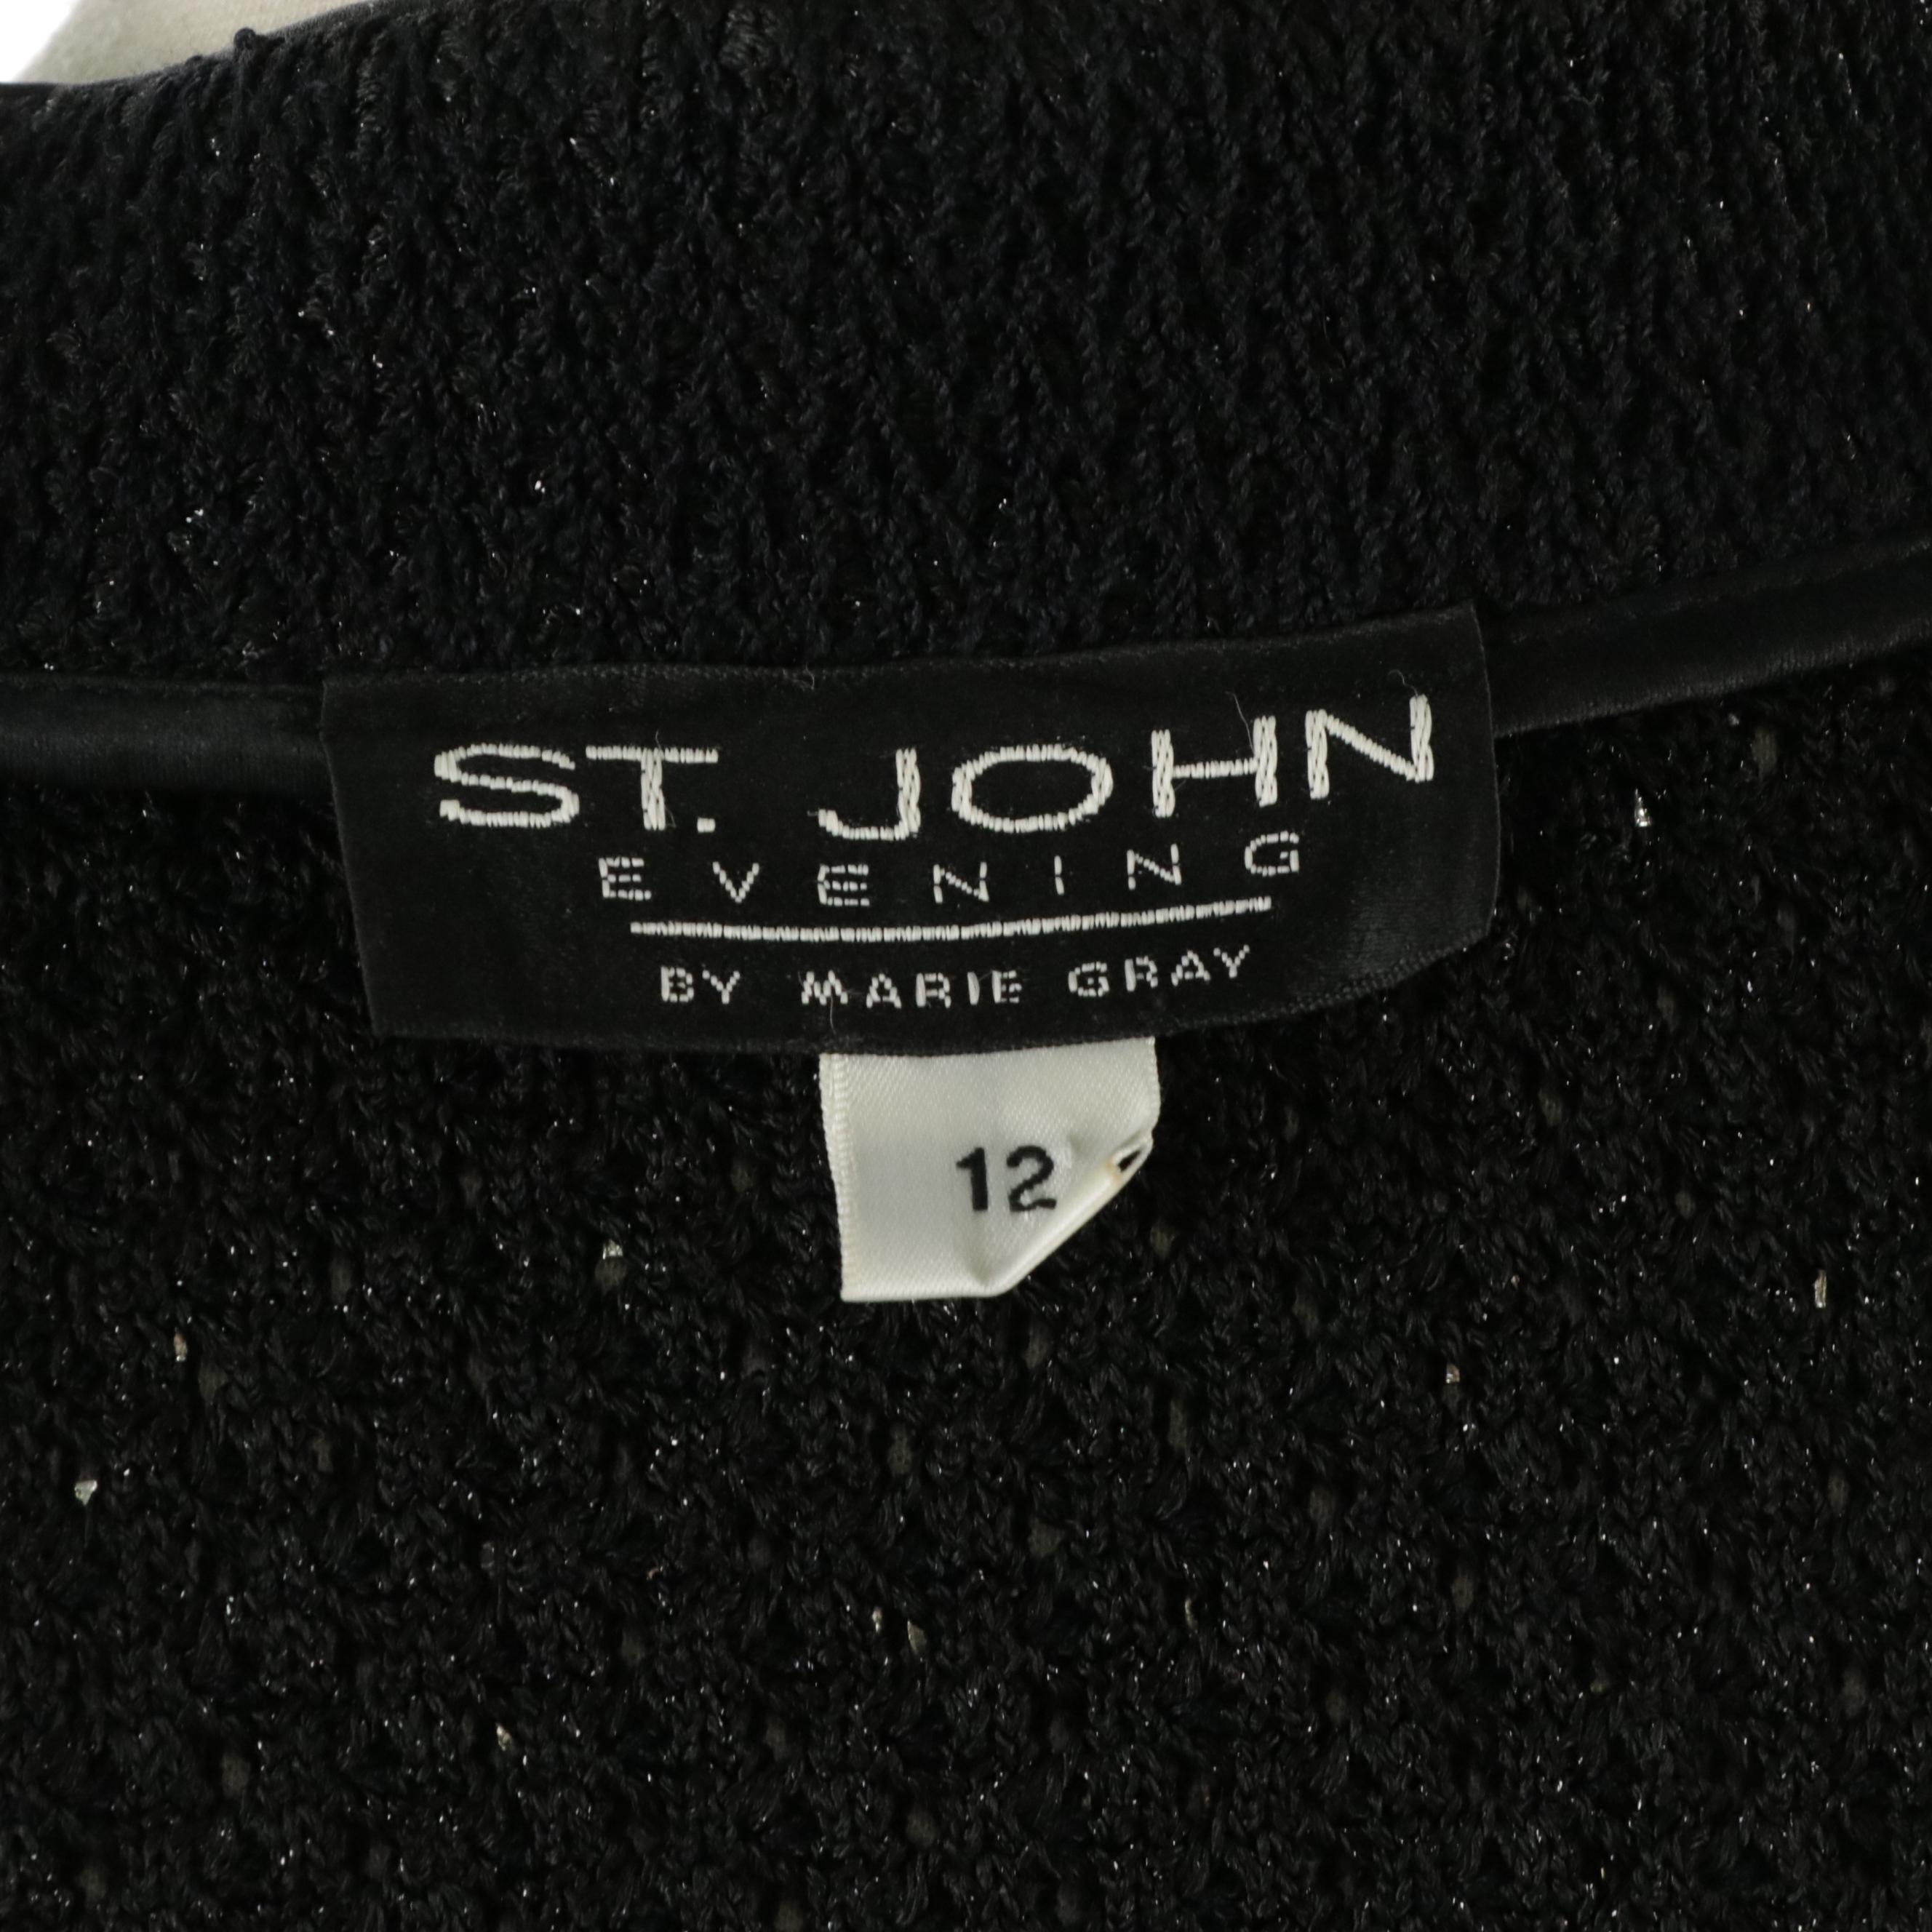 ST. JOHN
EVENING
BY MARIE GRAY
12